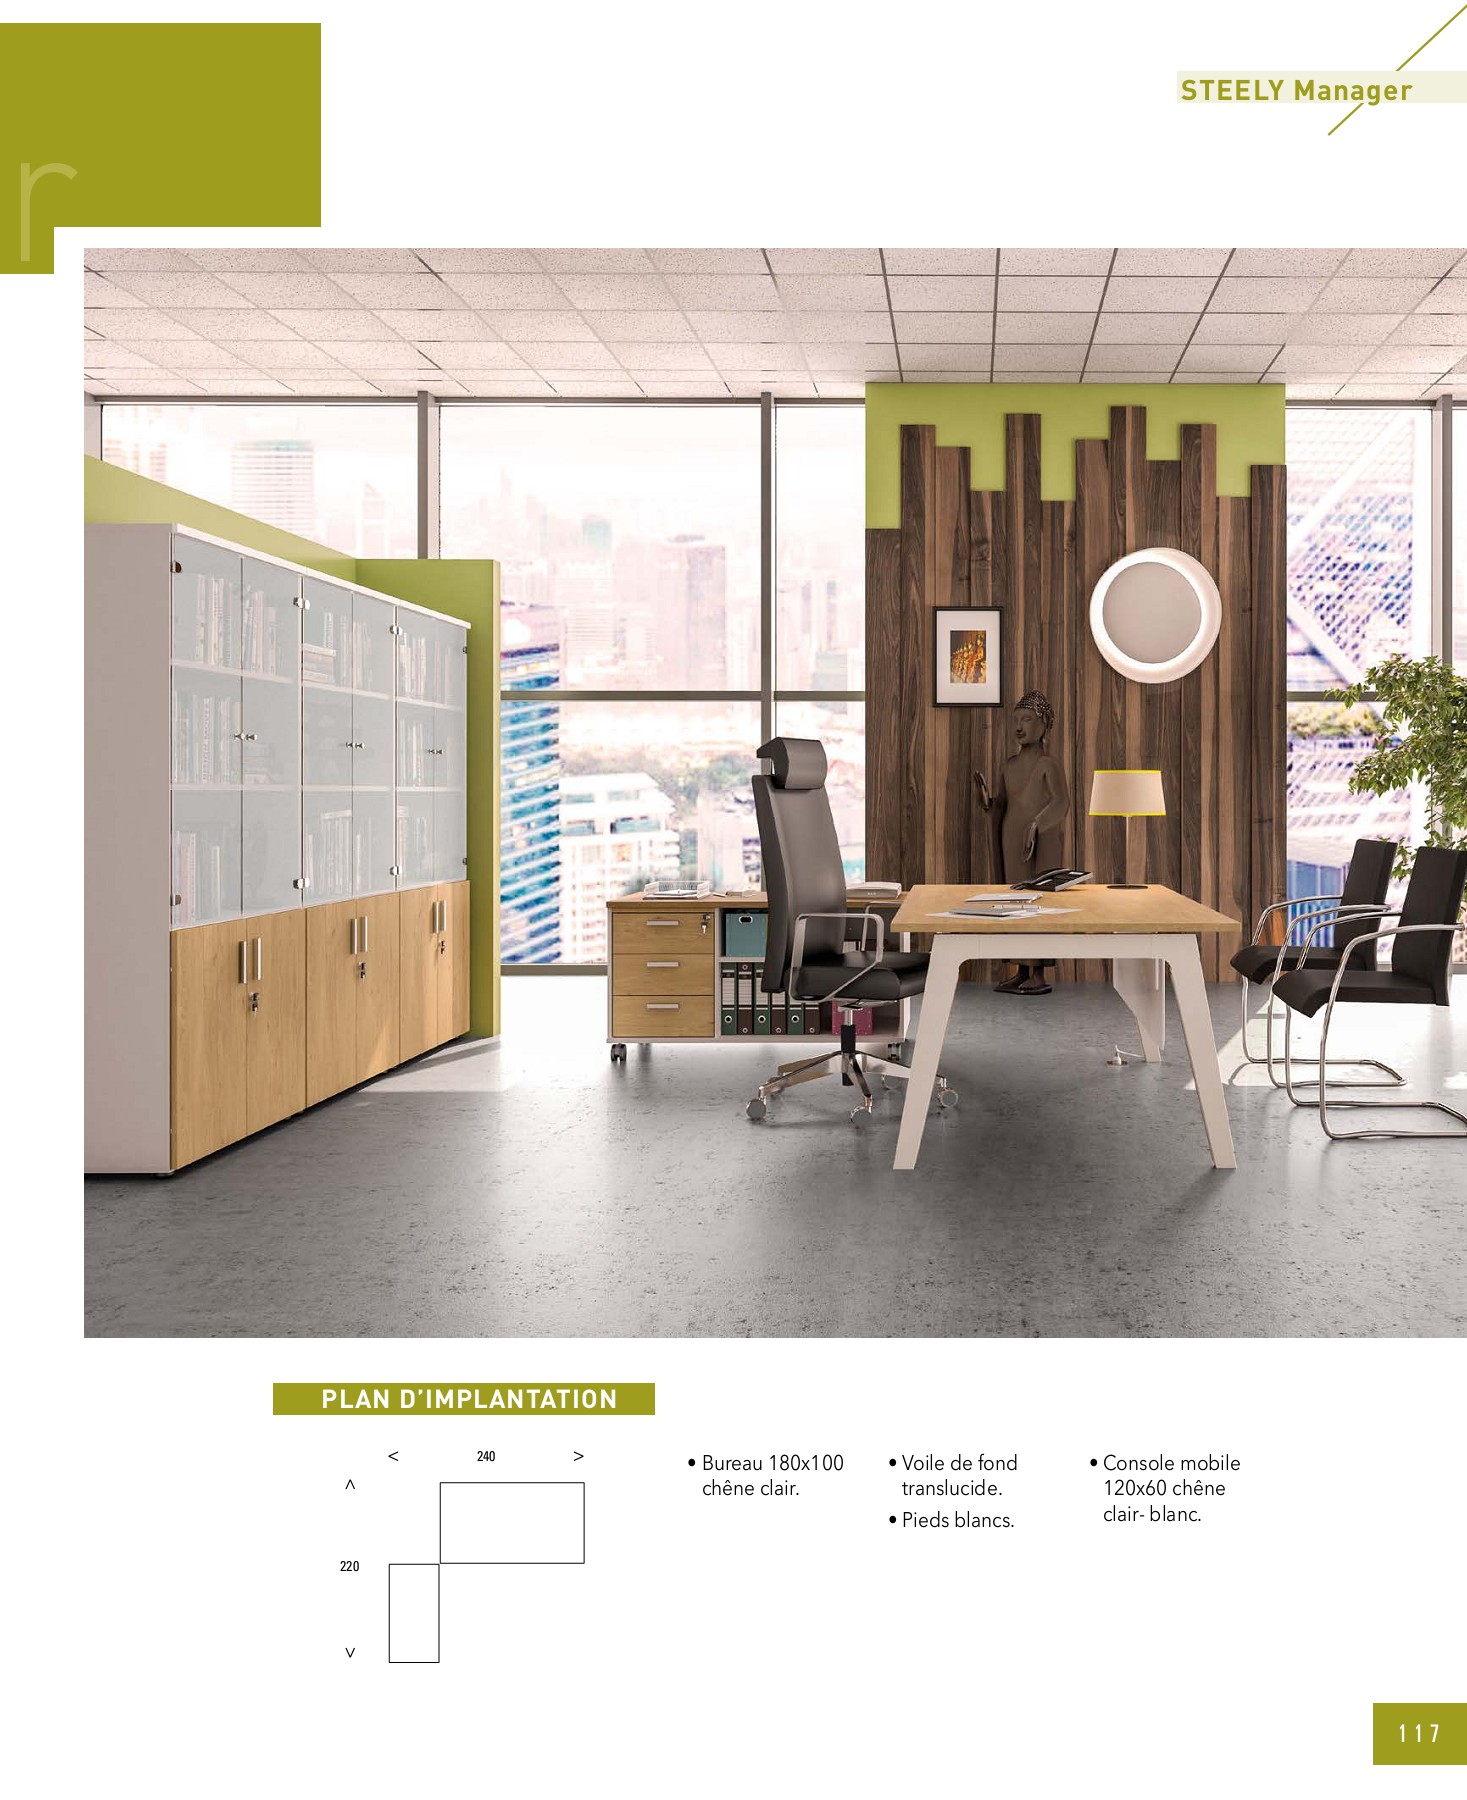 r
STEELY Manager
PLAN D'IMPLANTATION
240
220
• Bureau 180x100
chêne clair.
• Voile de fond
translucide.
• Pieds blancs.
• Console mobile
120x60 chêne
clair- blanc.
117